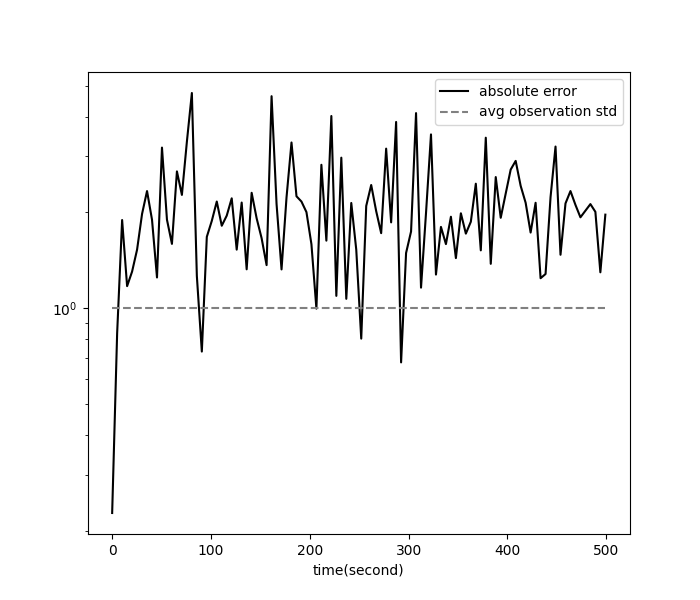 absolute error
avg observation std
10⁰
0 100 200 300 400 500
time(second)